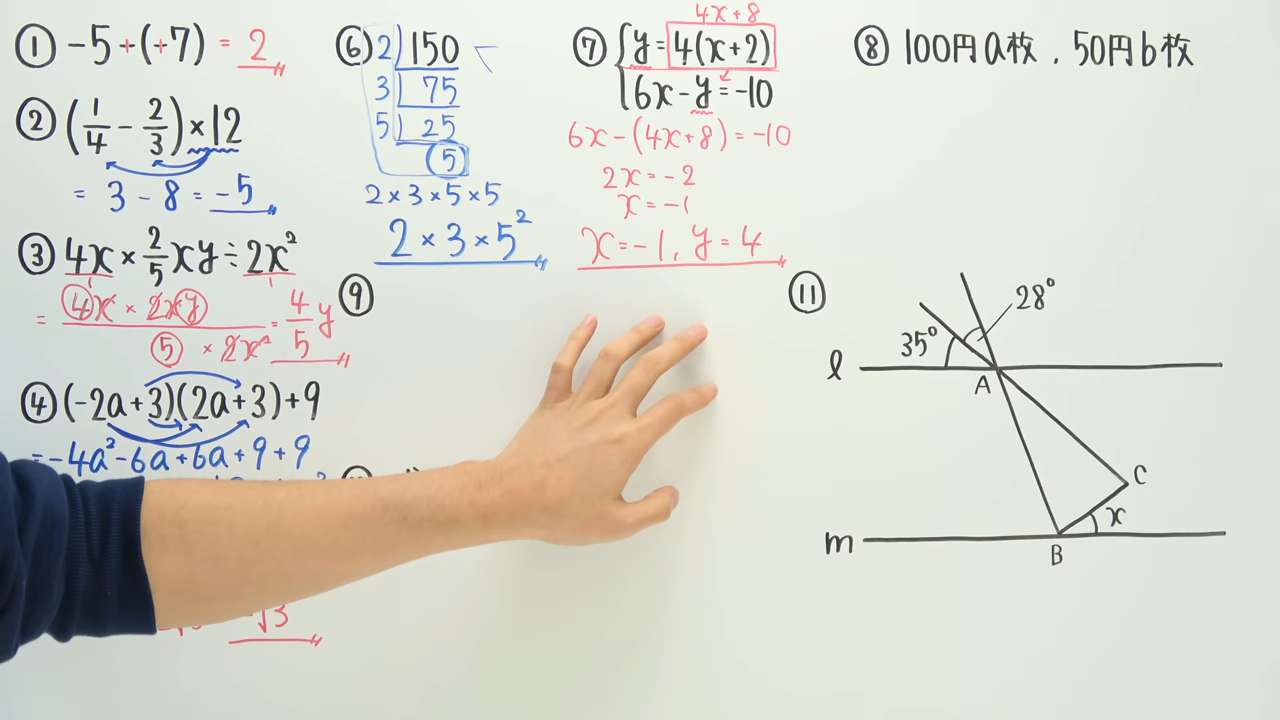 ① -5+(+7) = 2
② (1/4 - 2/3)×12
= 3 - 8 = -5
③ 4x × 2/5 xy ÷ 2x²
= 4x × 2xy / 5 × 2x² = 4/5 y
④ (-2a+3)(2a+3)+9
= -4a²-6a+6a+9+9
√3
⑥ 2) 150
3 75
5 25
5
2×3×5×5
2×3×5²
⑦ { y = 4(x+2)
4x+8
6x-y=-10
6x-(4x+8)=-10
2x=-2
x=-1
x=-1, y=4
⑧ 100円a枚, 50円b枚
⑨
⑪
35°
28°
l
A
C
x
m
B